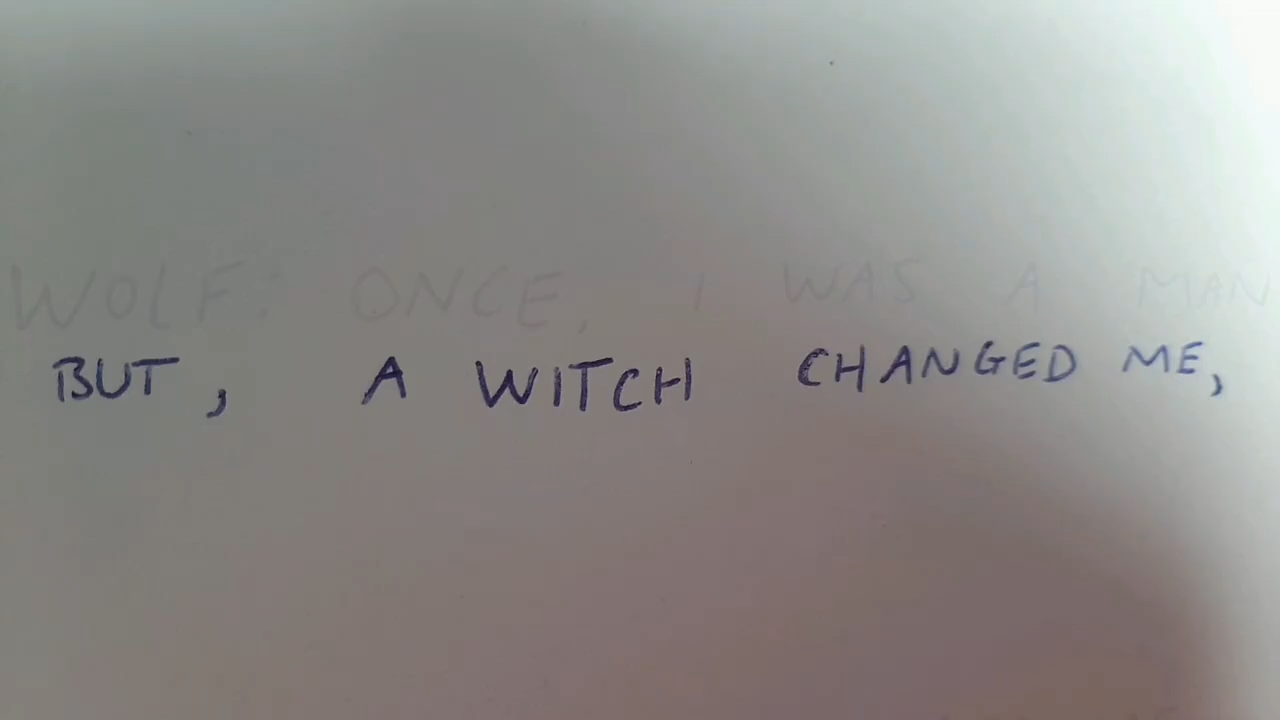 WOLF: ONCE, I WAS A MAN
BUT, A WITCH CHANGED ME,